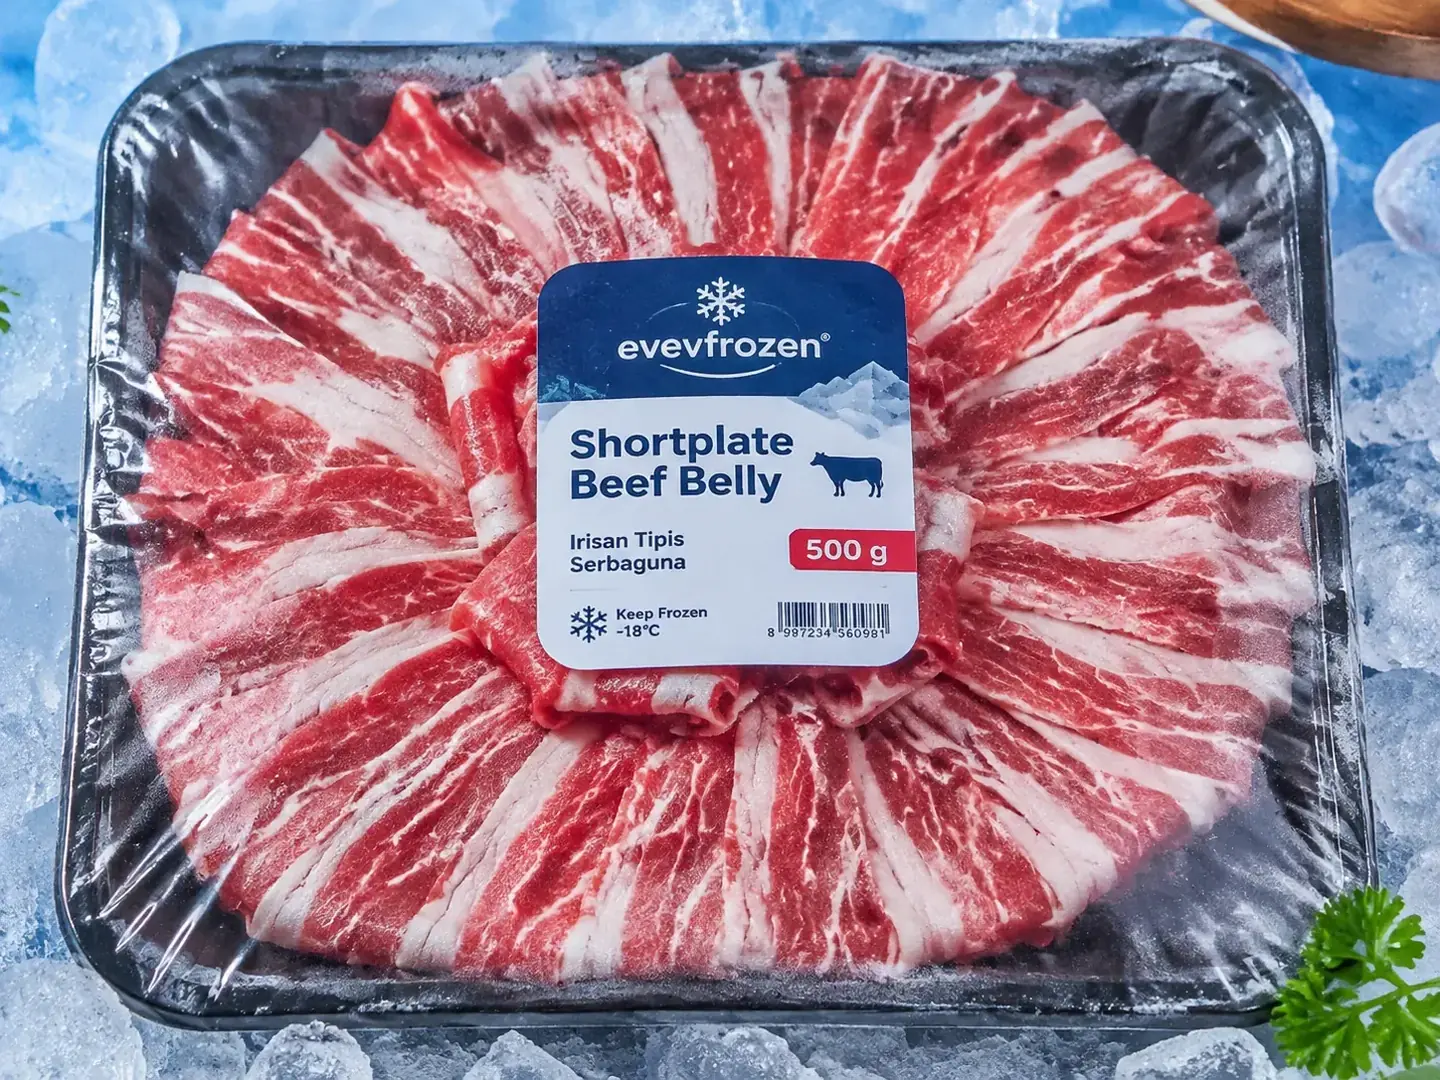 evevfrozen®
Shortplate
Beef Belly
Irisan Tipis
Serbaguna
500 g
Keep Frozen
-18°C
8 997234 560981